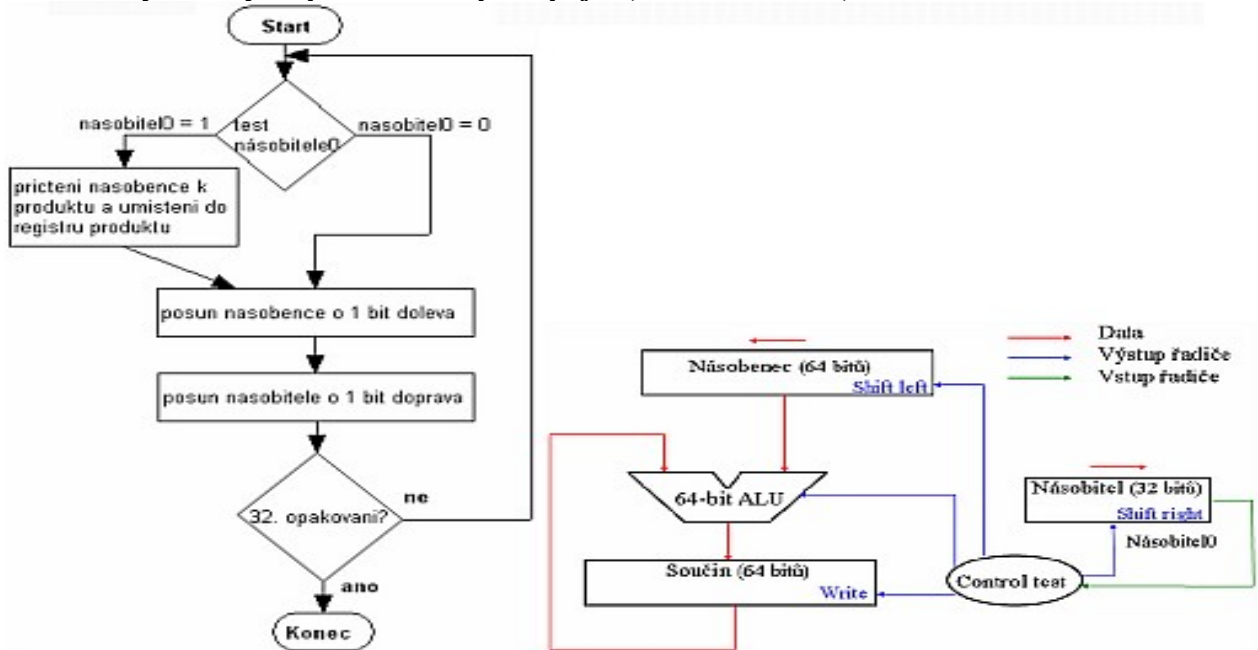 Start
nasobitel0 = 1
test
násobitele0
nasobitel0 = 0
pricteni nasobence k
produktu a umisteni do
registru produktu
posun nasobence o 1 bit doleva
posun nasobitele o 1 bit doprava
32. opakovani?
ne
ano
Konec
Data
Výstup řadiče
Vstup řadiče
Násobenec (64 bitů)
Shift left
64-bit ALU
Násobitel (32 bitů)
Shift right
Násobitel0
Součin (64 bitů)
Write
Control test